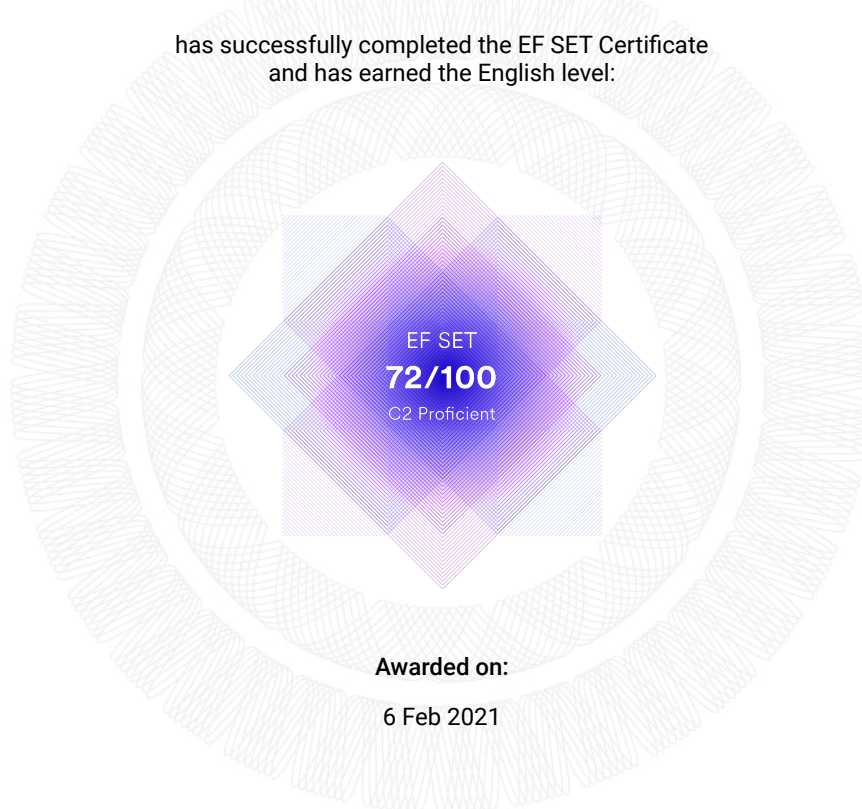 has successfully completed the EF SET Certificate
and has earned the English level:
EF SET
72/100
C2 Proficient
Awarded on:
6 Feb 2021